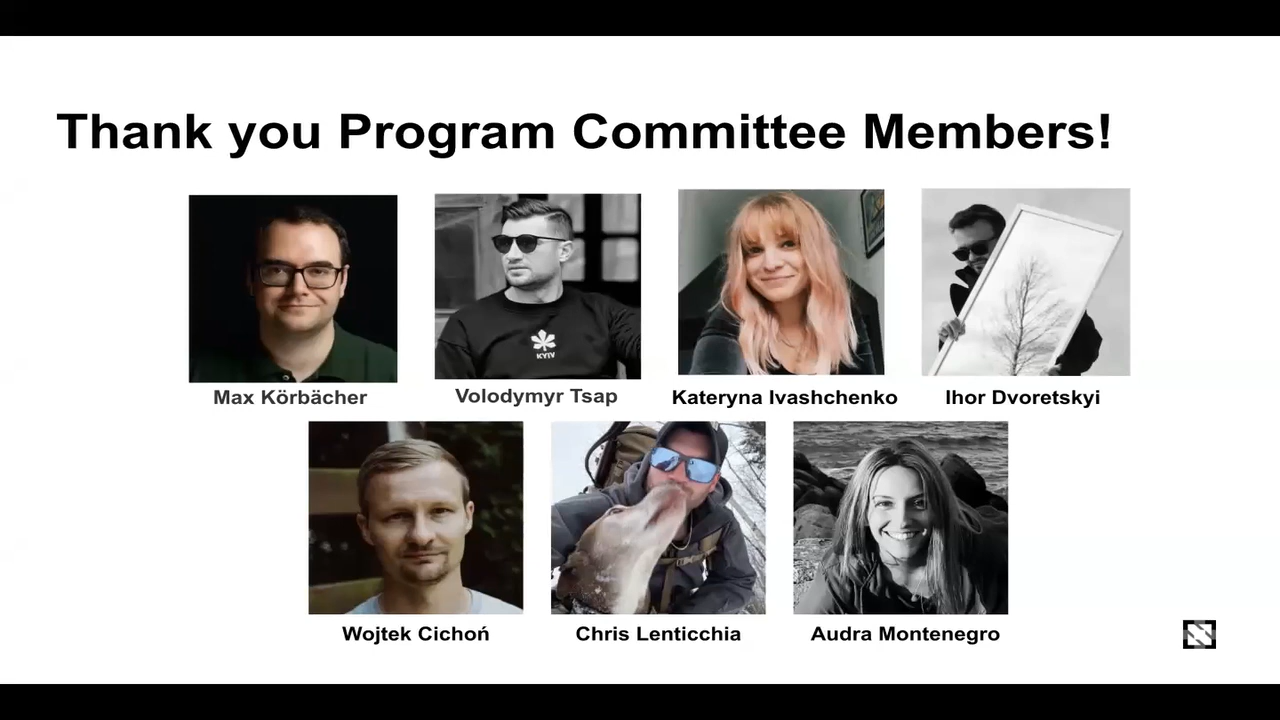 Thank you Program Committee Members!
KYIV
Max Körbächer
Volodymyr Tsap
Kateryna Ivashchenko
Ihor Dvoretskyi
Wojtek Cichoń
Chris Lenticchia
Audra Montenegro